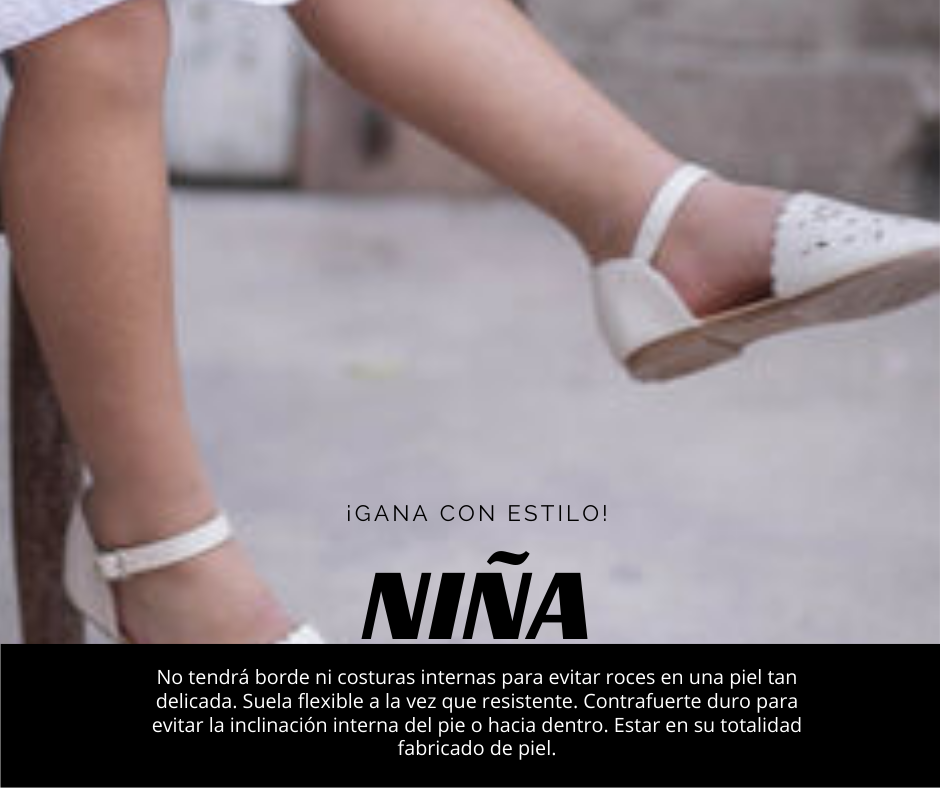 ¡GANA CON ESTILO!
NIÑA
No tendrá borde ni costuras internas para evitar roces en una piel tan
delicada. Suela flexible a la vez que resistente. Contrafuerte duro para
evitar la inclinación interna del pie o hacia dentro. Estar en su totalidad
fabricado de piel.